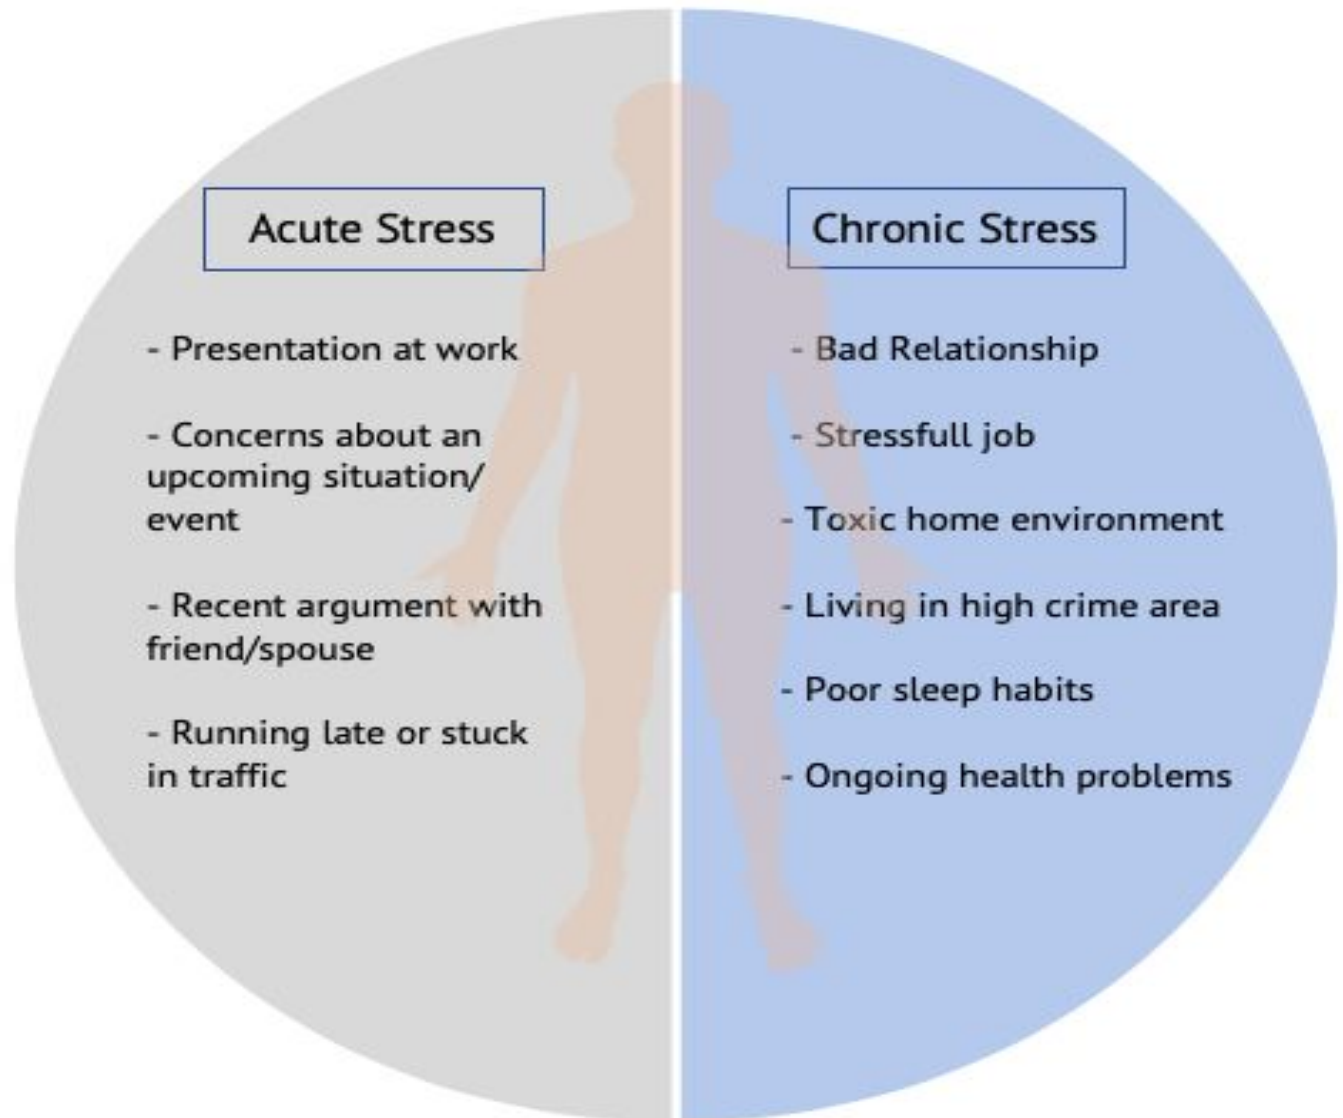 Acute Stress
- Presentation at work
- Concerns about an
upcoming situation/
event
- Recent argument with
friend/spouse
- Running late or stuck
in traffic
Chronic Stress
- Bad Relationship
- Stressfull job
- Toxic home environment
- Living in high crime area
- Poor sleep habits
- Ongoing health problems